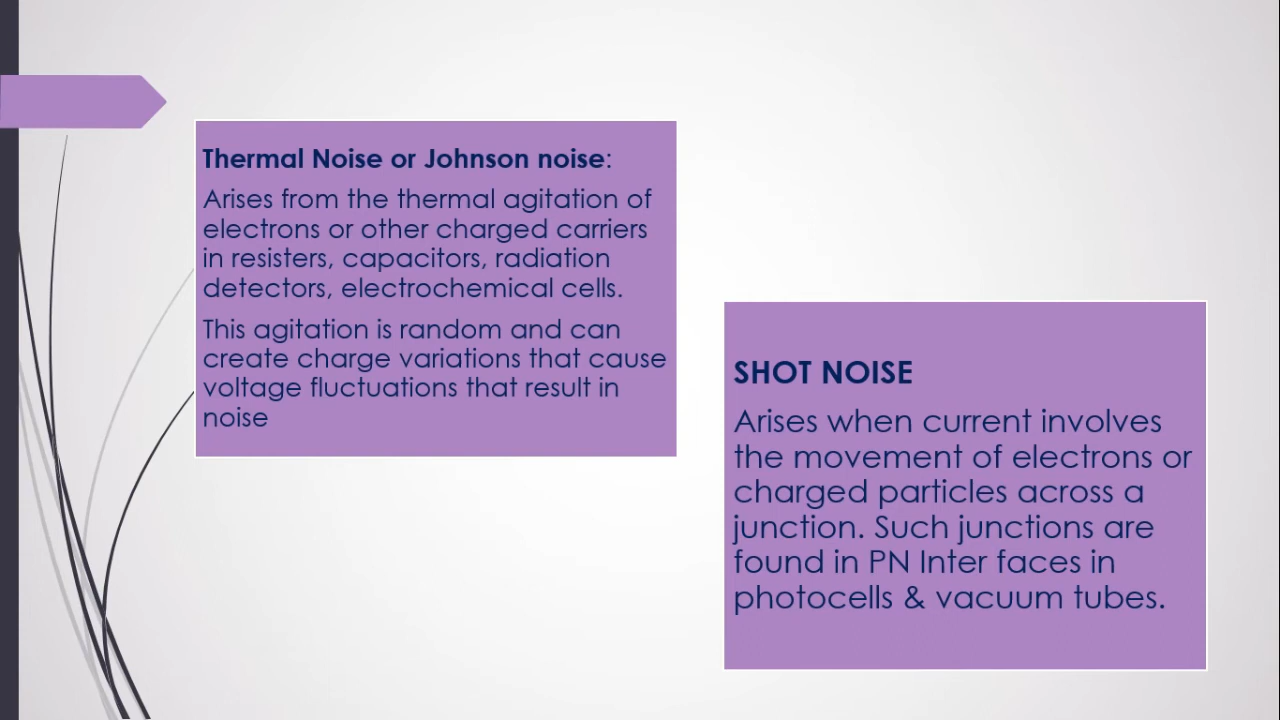 Thermal Noise or Johnson noise:
Arises from the thermal agitation of
electrons or other charged carriers
in resisters, capacitors, radiation
detectors, electrochemical cells.
This agitation is random and can
create charge variations that cause
voltage fluctuations that result in
noise
SHOT NOISE
Arises when current involves
the movement of electrons or
charged particles across a
junction. Such junctions are
found in PN Inter faces in
photocells & vacuum tubes.